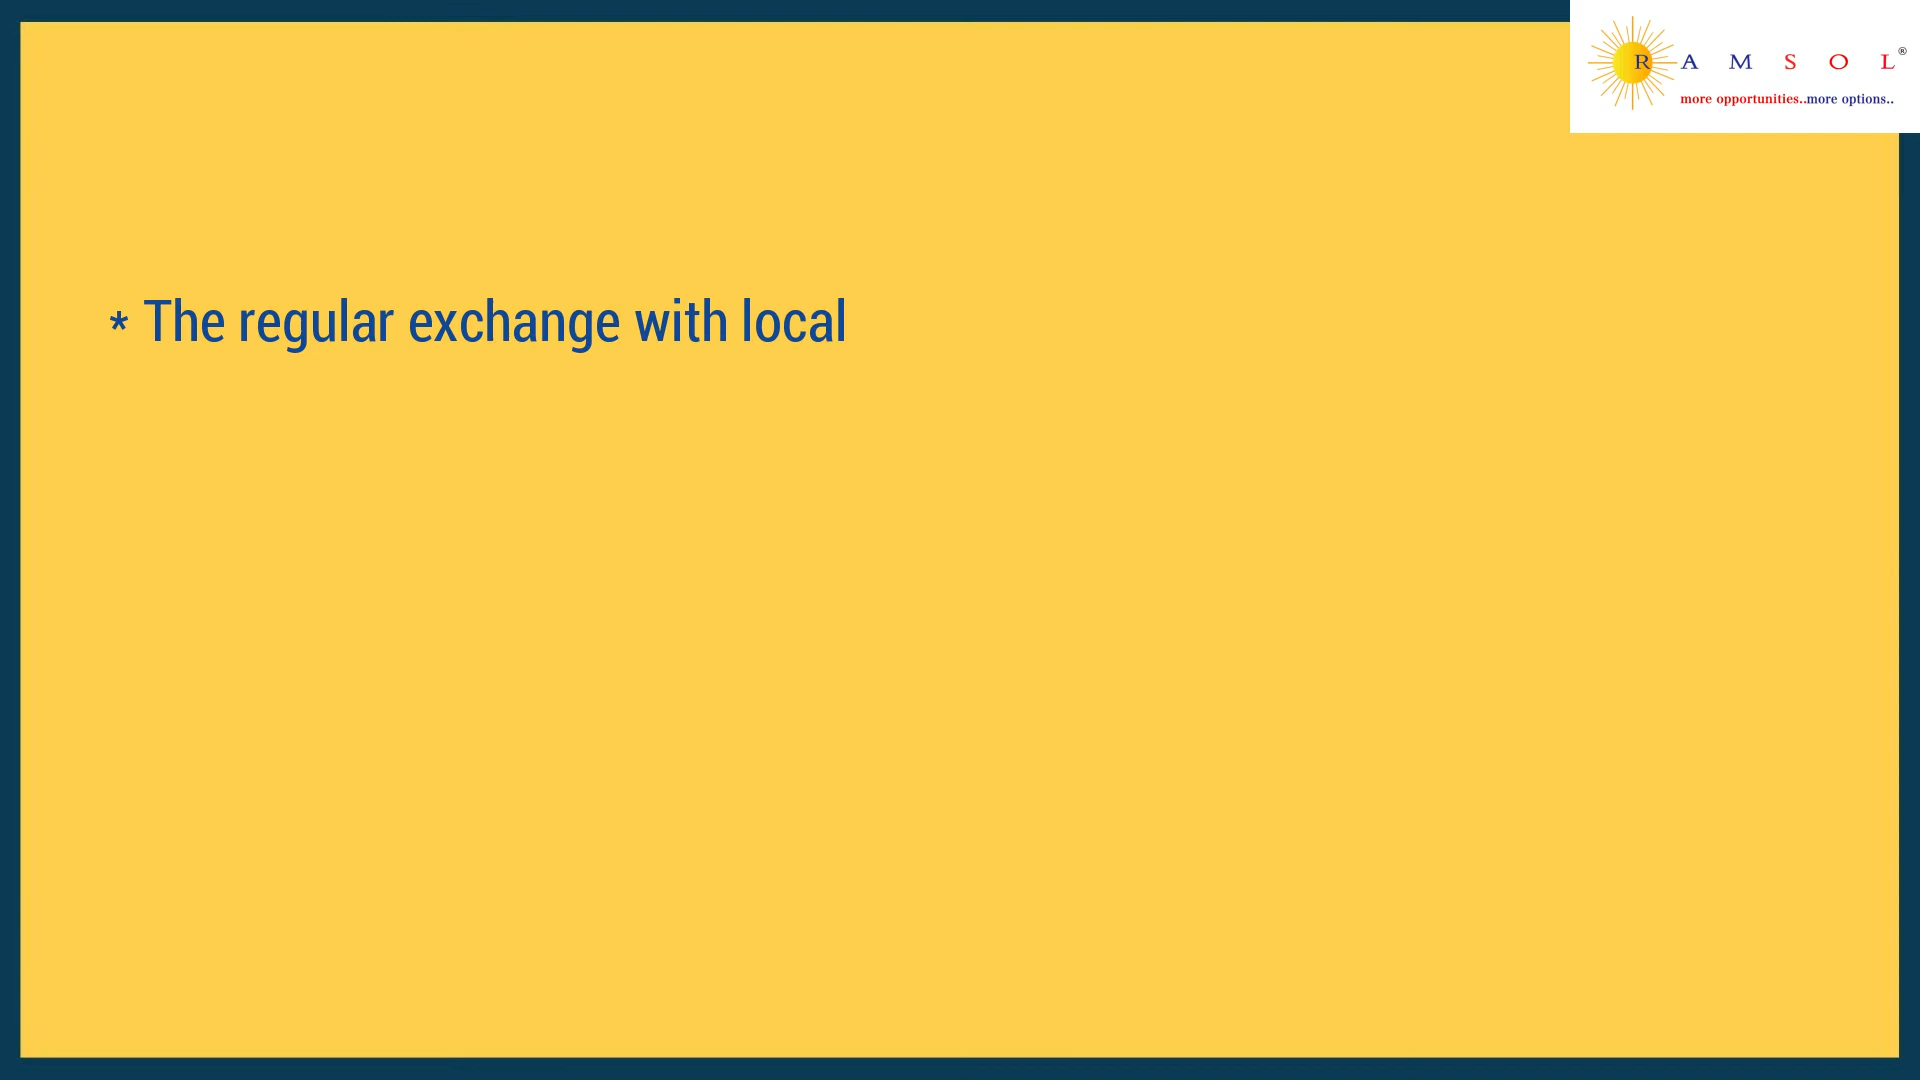 R A M S O L ®
more opportunities..more options..
* The regular exchange with local